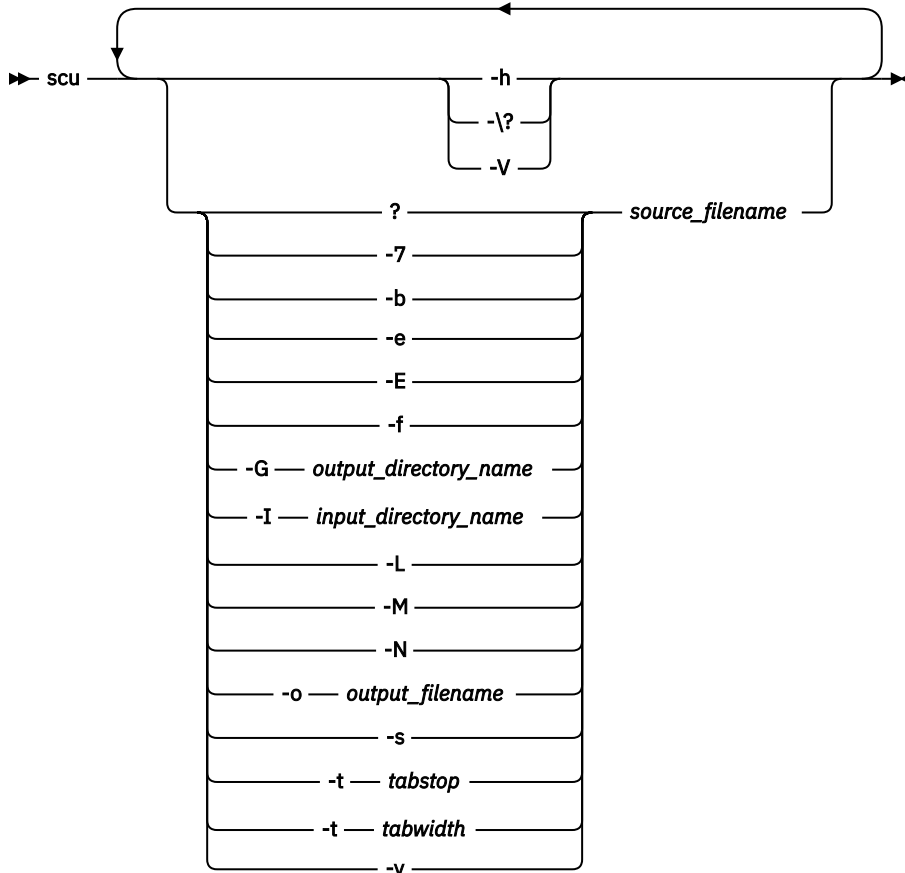 scu -h
-\?
-V
? source_filename
-7
-b
-e
-E
-f
-G output_directory_name
-I input_directory_name
-L
-M
-N
-o output_filename
-s
-t tabstop
-t tabwidth
-v